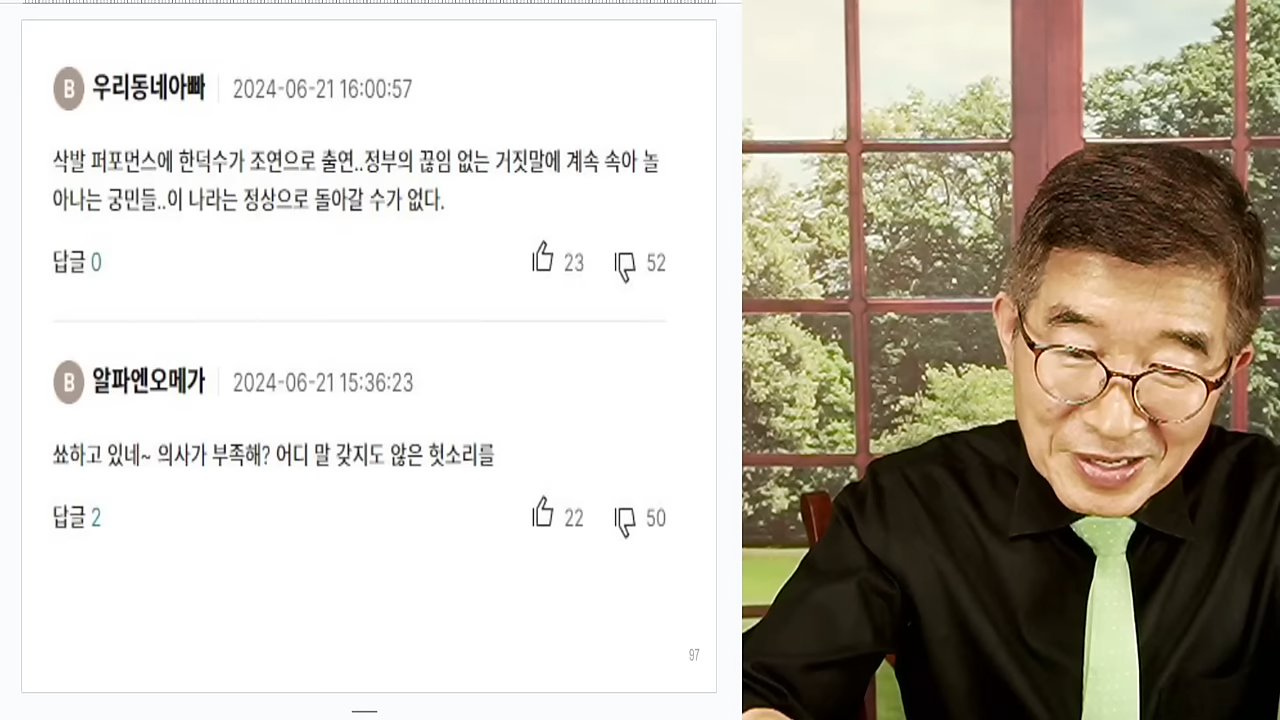 B 우리동네아빠 2024-06-21 16:00:57
삭발 퍼포먼스에 한덕수가 조연으로 출연..정부의 끊임 없는 거짓말에 계속 속아 놀
아나는 궁민들..이 나라는 정상으로 돌아갈 수가 없다.
답글 0 23 52
B 알파엔오메가 2024-06-21 15:36:23
쑈하고 있네~ 의사가 부족해? 어디 말 갖지도 않은 헛소리를
답글 2 22 50
97